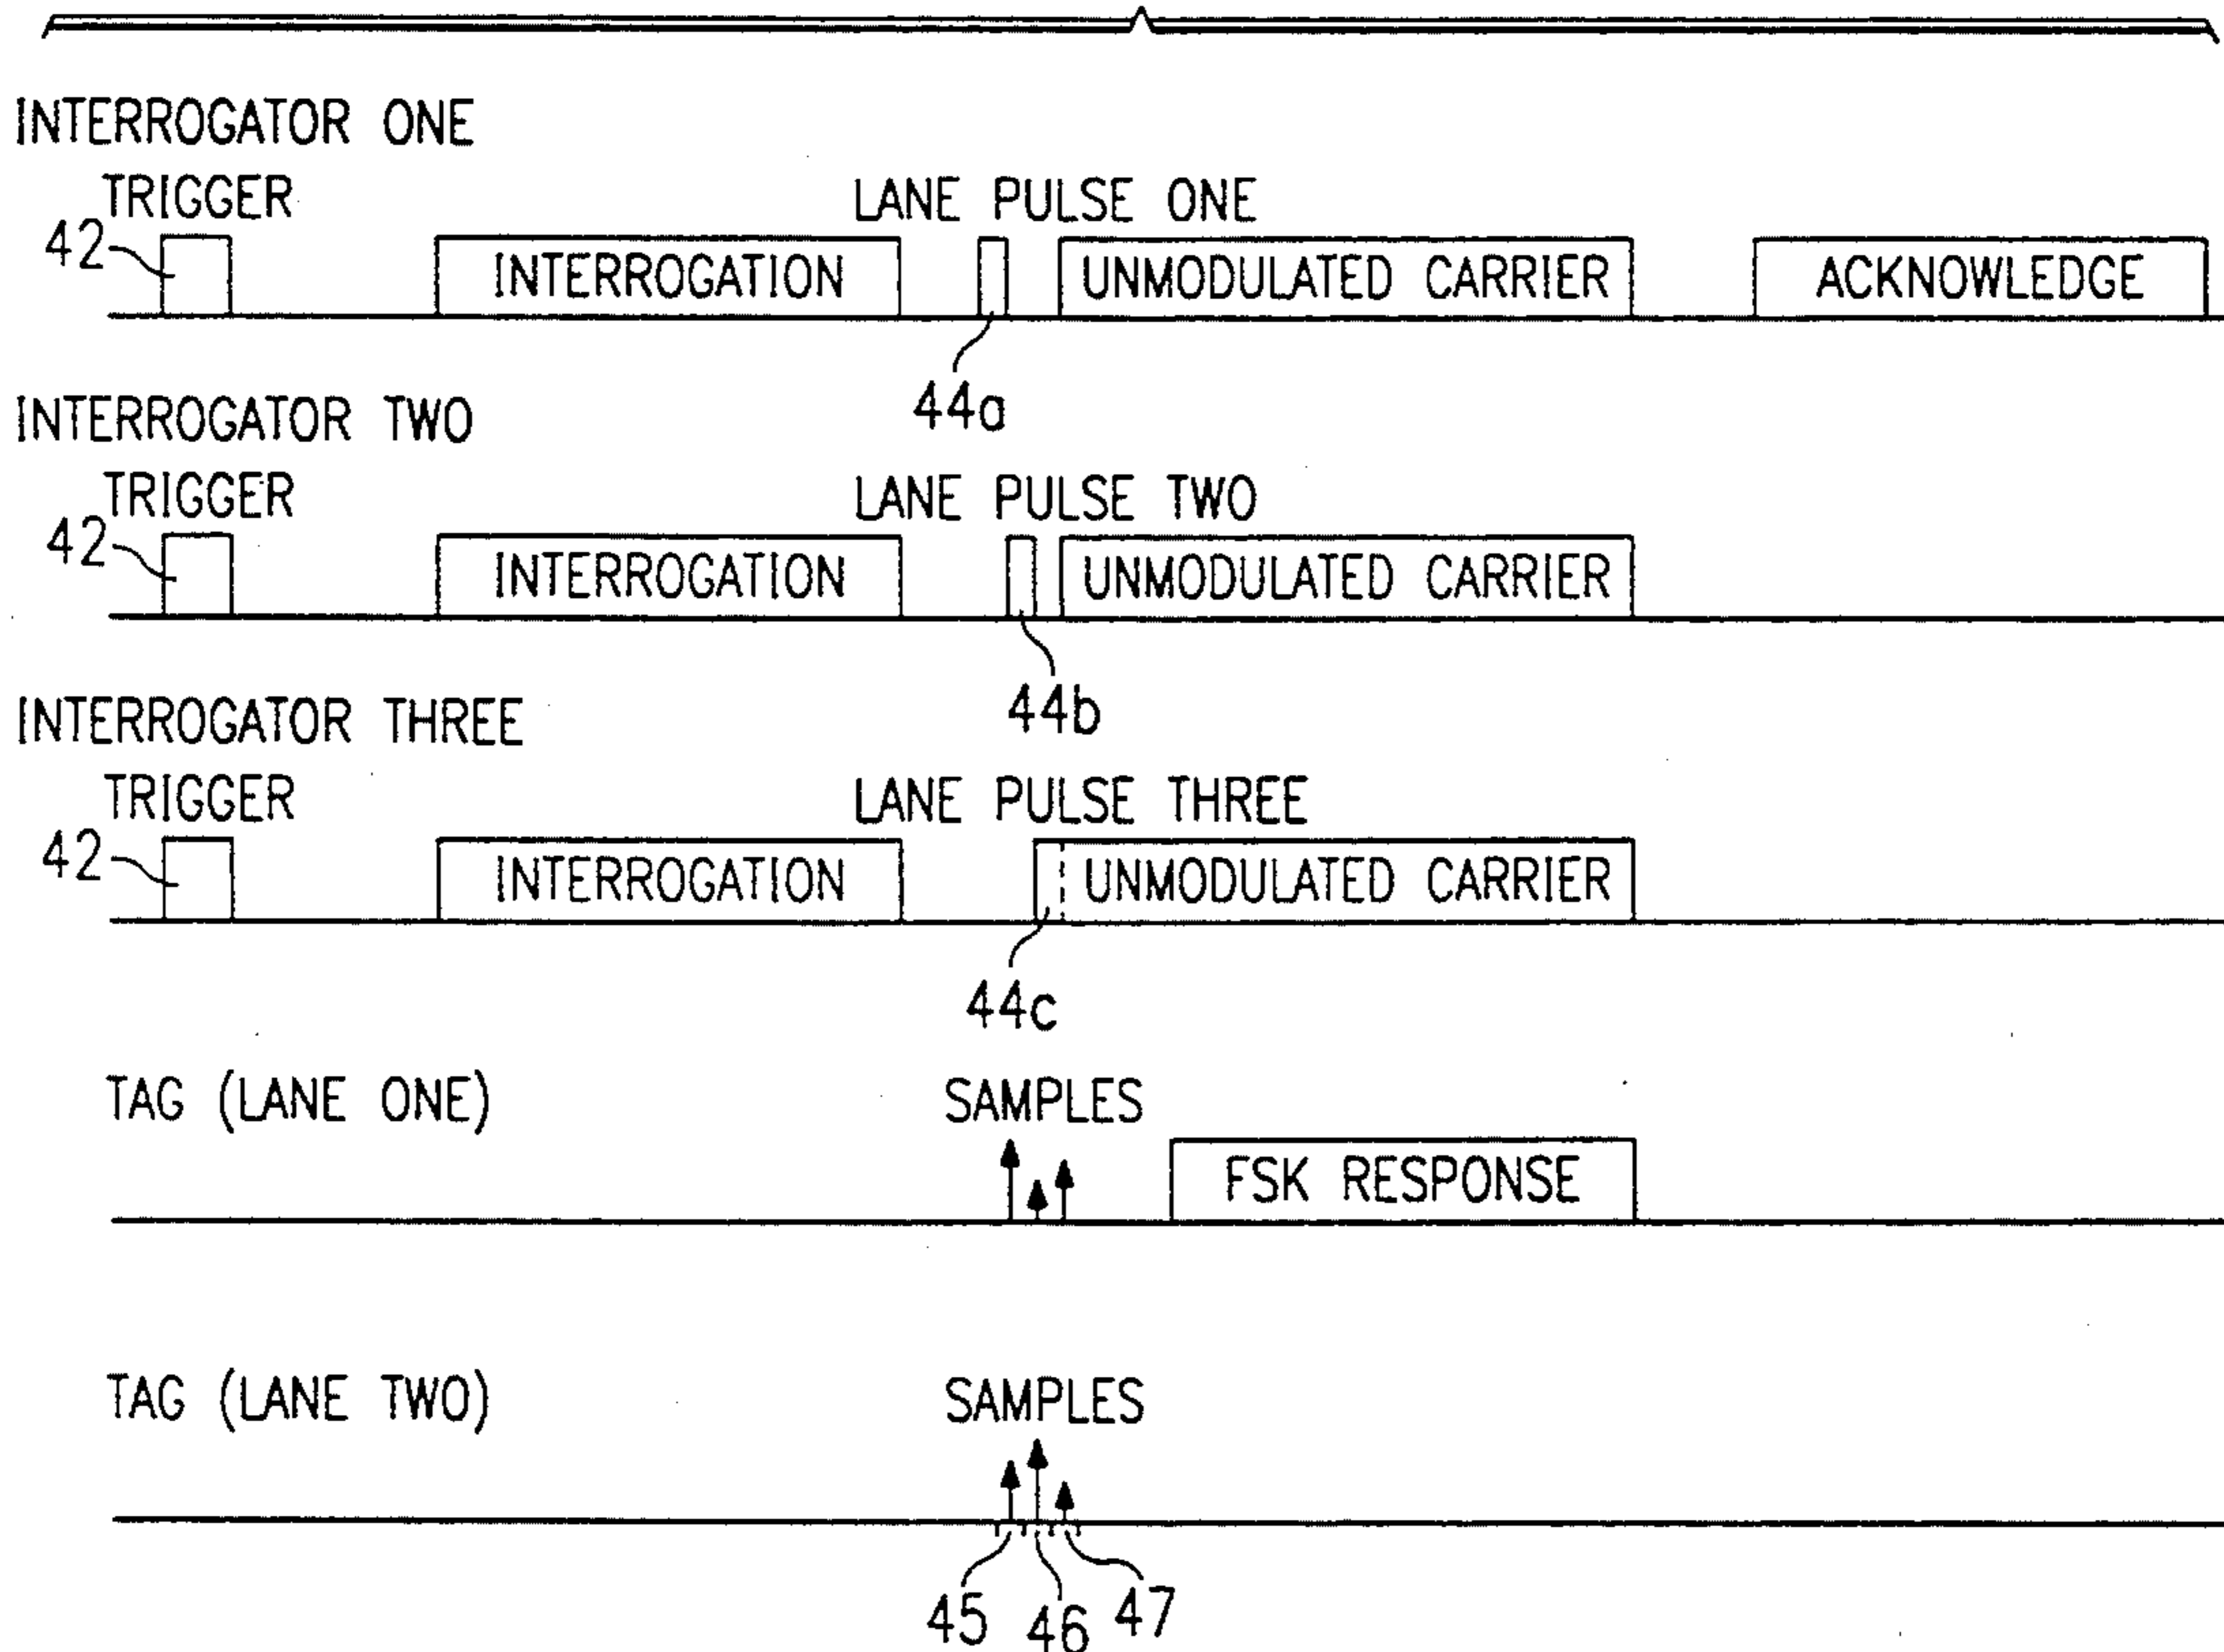 INTERROGATOR ONE
TRIGGER
LANE PULSE ONE
42
INTERROGATION
UNMODULATED CARRIER
ACKNOWLEDGE
44a
INTERROGATOR TWO
TRIGGER
LANE PULSE TWO
42
INTERROGATION
UNMODULATED CARRIER
44b
INTERROGATOR THREE
TRIGGER
LANE PULSE THREE
42
INTERROGATION
UNMODULATED CARRIER
44c
TAG (LANE ONE)
SAMPLES
FSK RESPONSE
TAG (LANE TWO)
SAMPLES
45
46
47